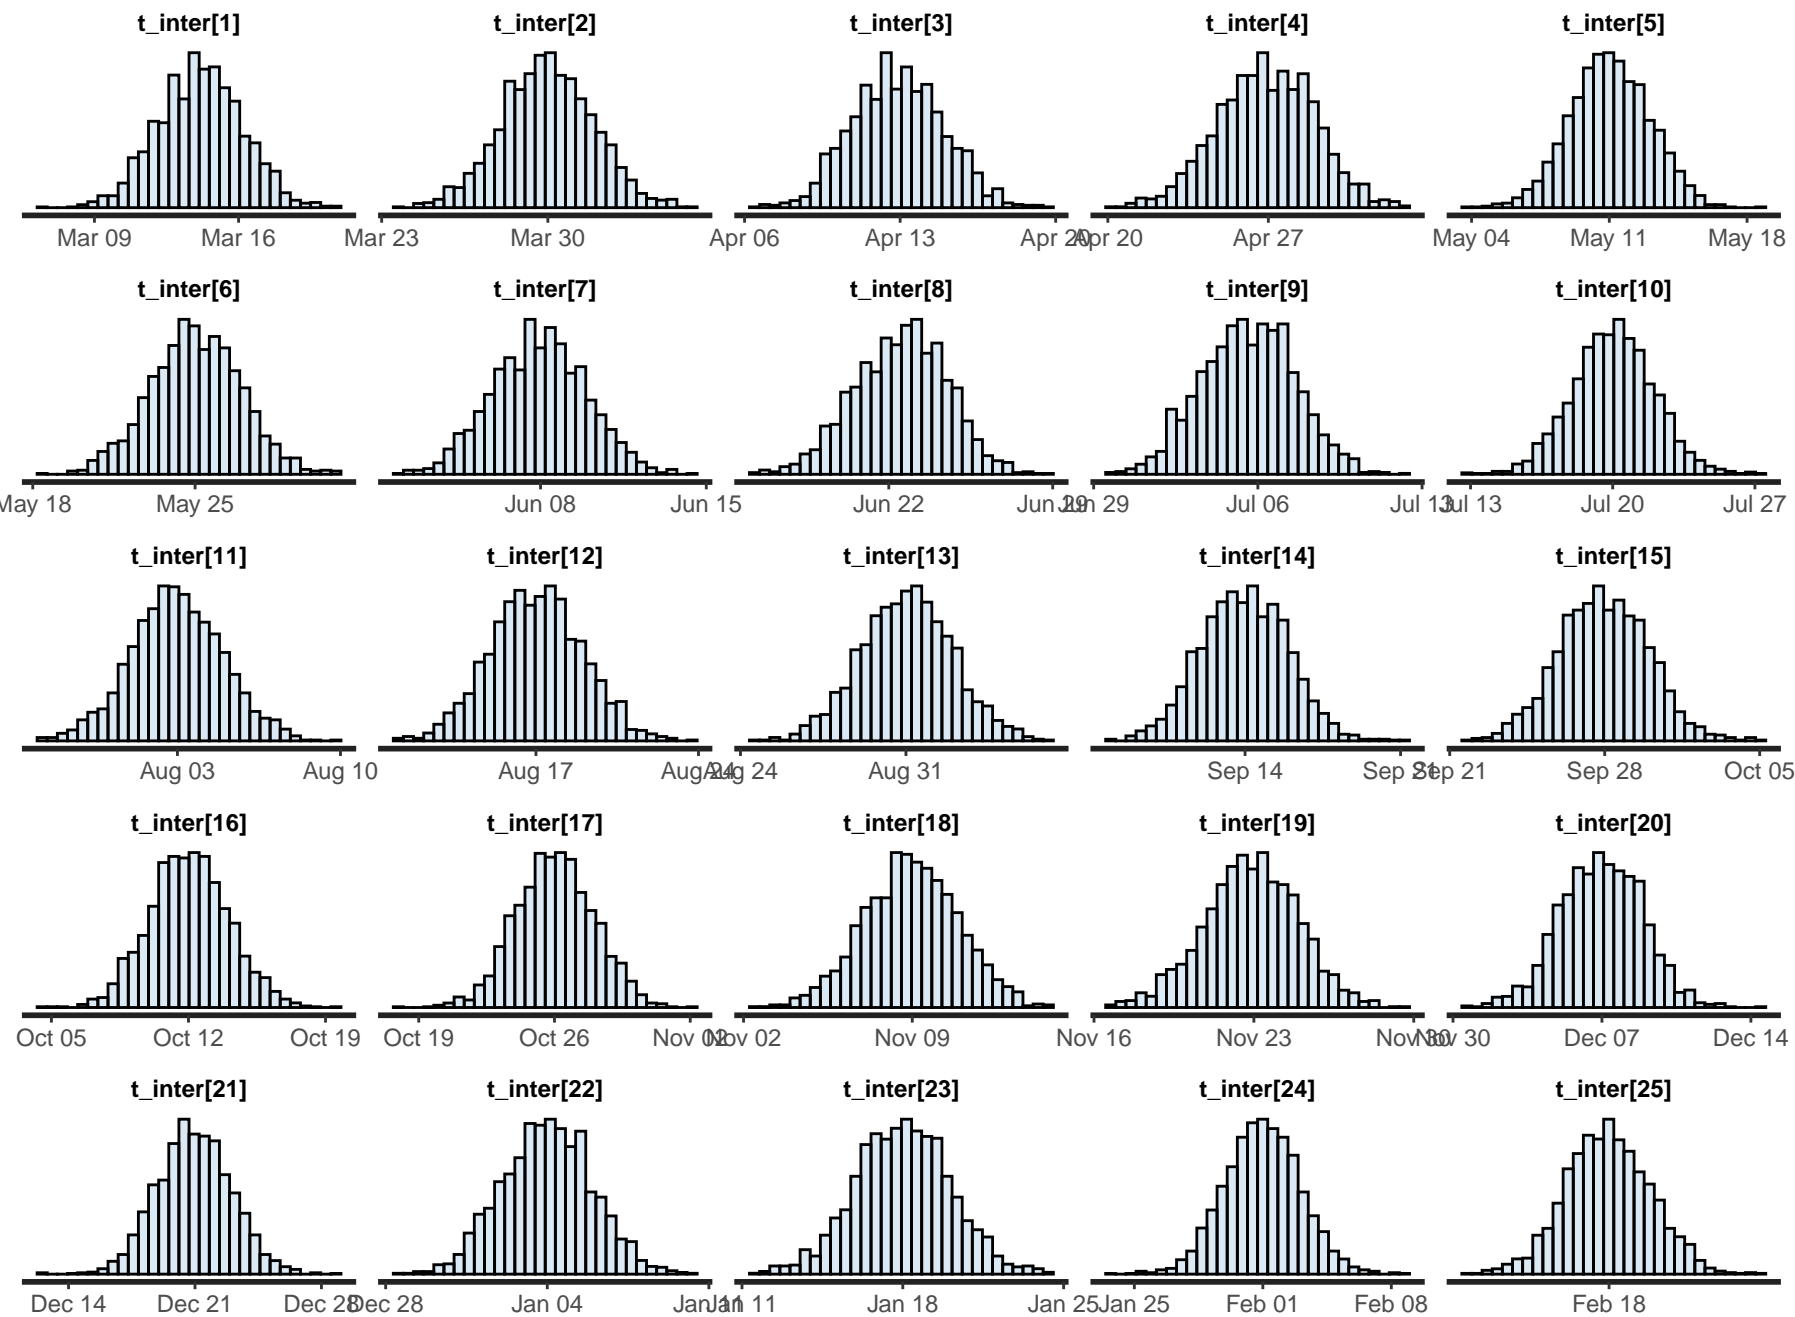 t_inter[1] t_inter[2] t_inter[3] t_inter[4] t_inter[5]
Mar 09 Mar 16 Mar 23 Mar 30 Apr 06 Apr 13 Apr 20 Apr 20 Apr 27 May 04 May 11 May 18
t_inter[6] t_inter[7] t_inter[8] t_inter[9] t_inter[10]
May 18 May 25 Jun 08 Jun 15 Jun 22 Jun 29 Jun 29 Jul 06 Jul 13 Jul 13 Jul 20 Jul 27
t_inter[11] t_inter[12] t_inter[13] t_inter[14] t_inter[15]
Aug 03 Aug 10 Aug 17 Aug 24 Aug 24 Aug 31 Sep 14 Sep 21 Sep 21 Sep 28 Oct 05
t_inter[16] t_inter[17] t_inter[18] t_inter[19] t_inter[20]
Oct 05 Oct 12 Oct 19 Oct 19 Oct 26 Nov 02 Nov 02 Nov 09 Nov 16 Nov 23 Nov 30 Nov 30 Dec 07 Dec 14
t_inter[21] t_inter[22] t_inter[23] t_inter[24] t_inter[25]
Dec 14 Dec 21 Dec 28 Dec 28 Jan 04 Jan 11 Jan 11 Jan 18 Jan 25 Jan 25 Feb 01 Feb 08 Feb 18